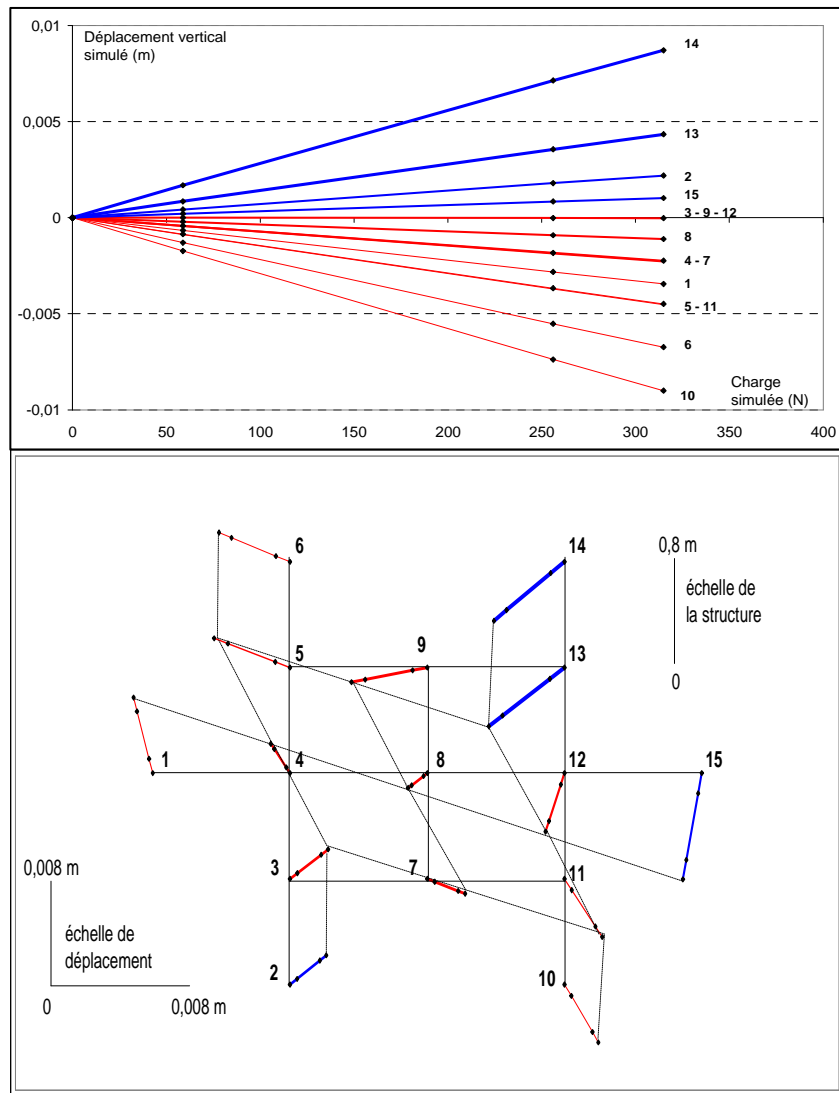 0,01
Déplacement vertical
simulé (m)
14
0,005
13
2
15
0
3 - 9 - 12
8
4 - 7
1
5 - 11
-0,005
6
Charge
simulée (N)
10
-0,01
0 50 100 150 200 250 300 350 400
6 14 0,8 m
échelle de
la structure
5 9 13 0
1 4 8 12 15
0,008 m 3 7 11
échelle de
déplacement
2 10
0 0,008 m